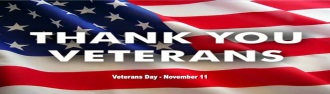 THANK YOU
VETERANS
Veterans Day - November 11